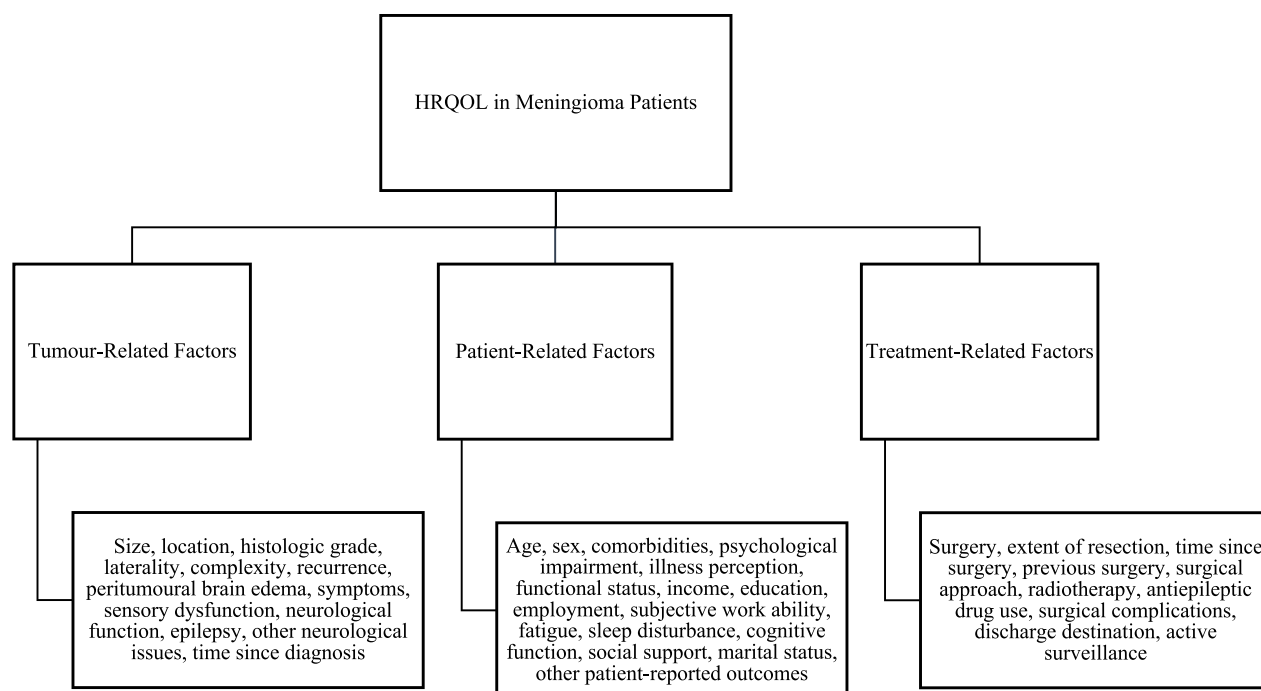 HRQOL in Meningioma Patients
Tumour-Related Factors
Patient-Related Factors
Treatment-Related Factors
Size, location, histologic grade,
laterality, complexity, recurrence,
peritumoural brain edema, symptoms,
sensory dysfunction, neurological
function, epilepsy, other neurological
issues, time since diagnosis
Age, sex, comorbidities, psychological
impairment, illness perception,
functional status, income, education,
employment, subjective work ability,
fatigue, sleep disturbance, cognitive
function, social support, marital status,
other patient-reported outcomes
Surgery, extent of resection, time since
surgery, previous surgery, surgical
approach, radiotherapy, antiepileptic
drug use, surgical complications,
discharge destination, active
surveillance